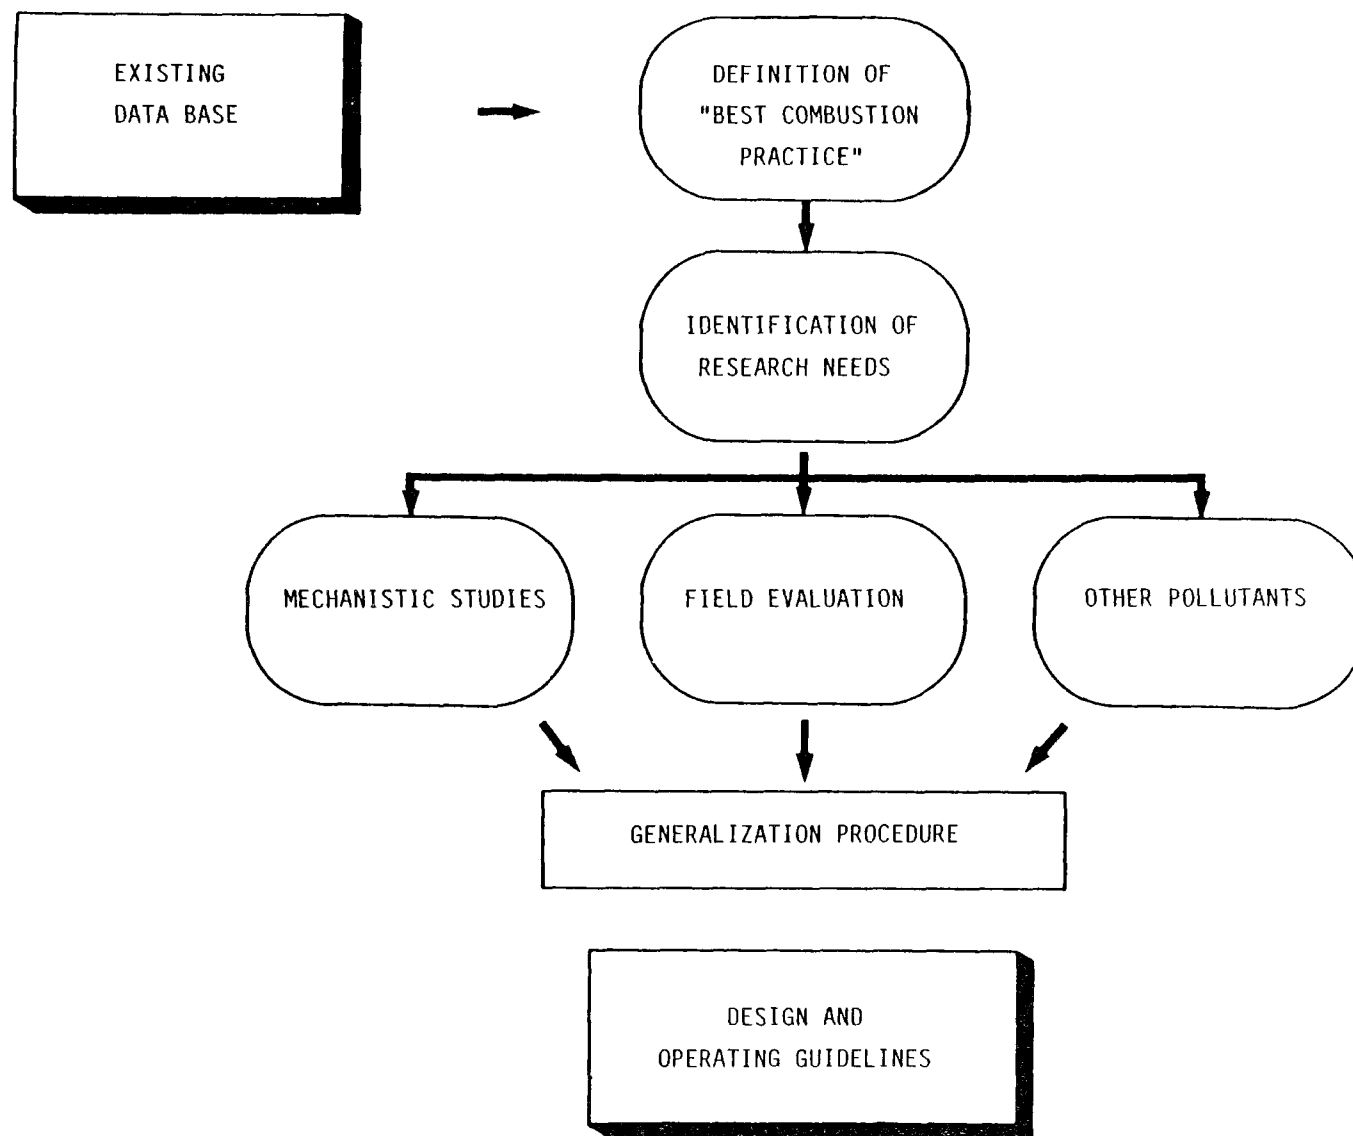 EXISTING
DATA BASE
DEFINITION OF
"BEST COMBUSTION
PRACTICE"
IDENTIFICATION OF
RESEARCH NEEDS
MECHANISTIC STUDIES
FIELD EVALUATION
OTHER POLLUTANTS
GENERALIZATION PROCEDURE
DESIGN AND
OPERATING GUIDELINES